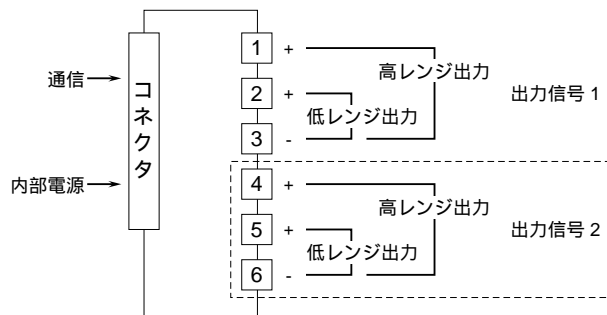 1 +
高レンジ出力
通信
2 +
出力信号 1
低レンジ出力
3 -
コネクタ
内部電源
4 +
高レンジ出力
5 +
出力信号 2
低レンジ出力
6 -